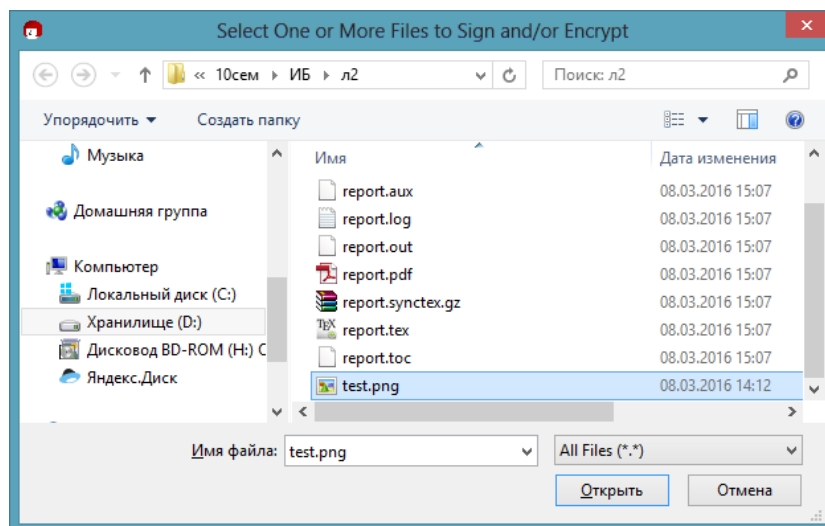 Select One or More Files to Sign and/or Encrypt
« 10сем ▸ ИБ ▸ л2
Поиск: л2
Упорядочить ▾ Создать папку
Имя Дата изменения
Музыка
Домашняя группа
Компьютер
Локальный диск (C:)
Хранилище (D:)
Дисковод BD-ROM (H:) C
Яндекс.Диск
report.aux 08.03.2016 15:07
report.log 08.03.2016 15:07
report.out 08.03.2016 15:07
report.pdf 08.03.2016 15:07
report.synctex.gz 08.03.2016 15:07
TEX report.tex 08.03.2016 15:07
report.toc 08.03.2016 15:07
test.png 08.03.2016 14:12
Имя файла: test.png All Files (*.*)
Открыть Отмена